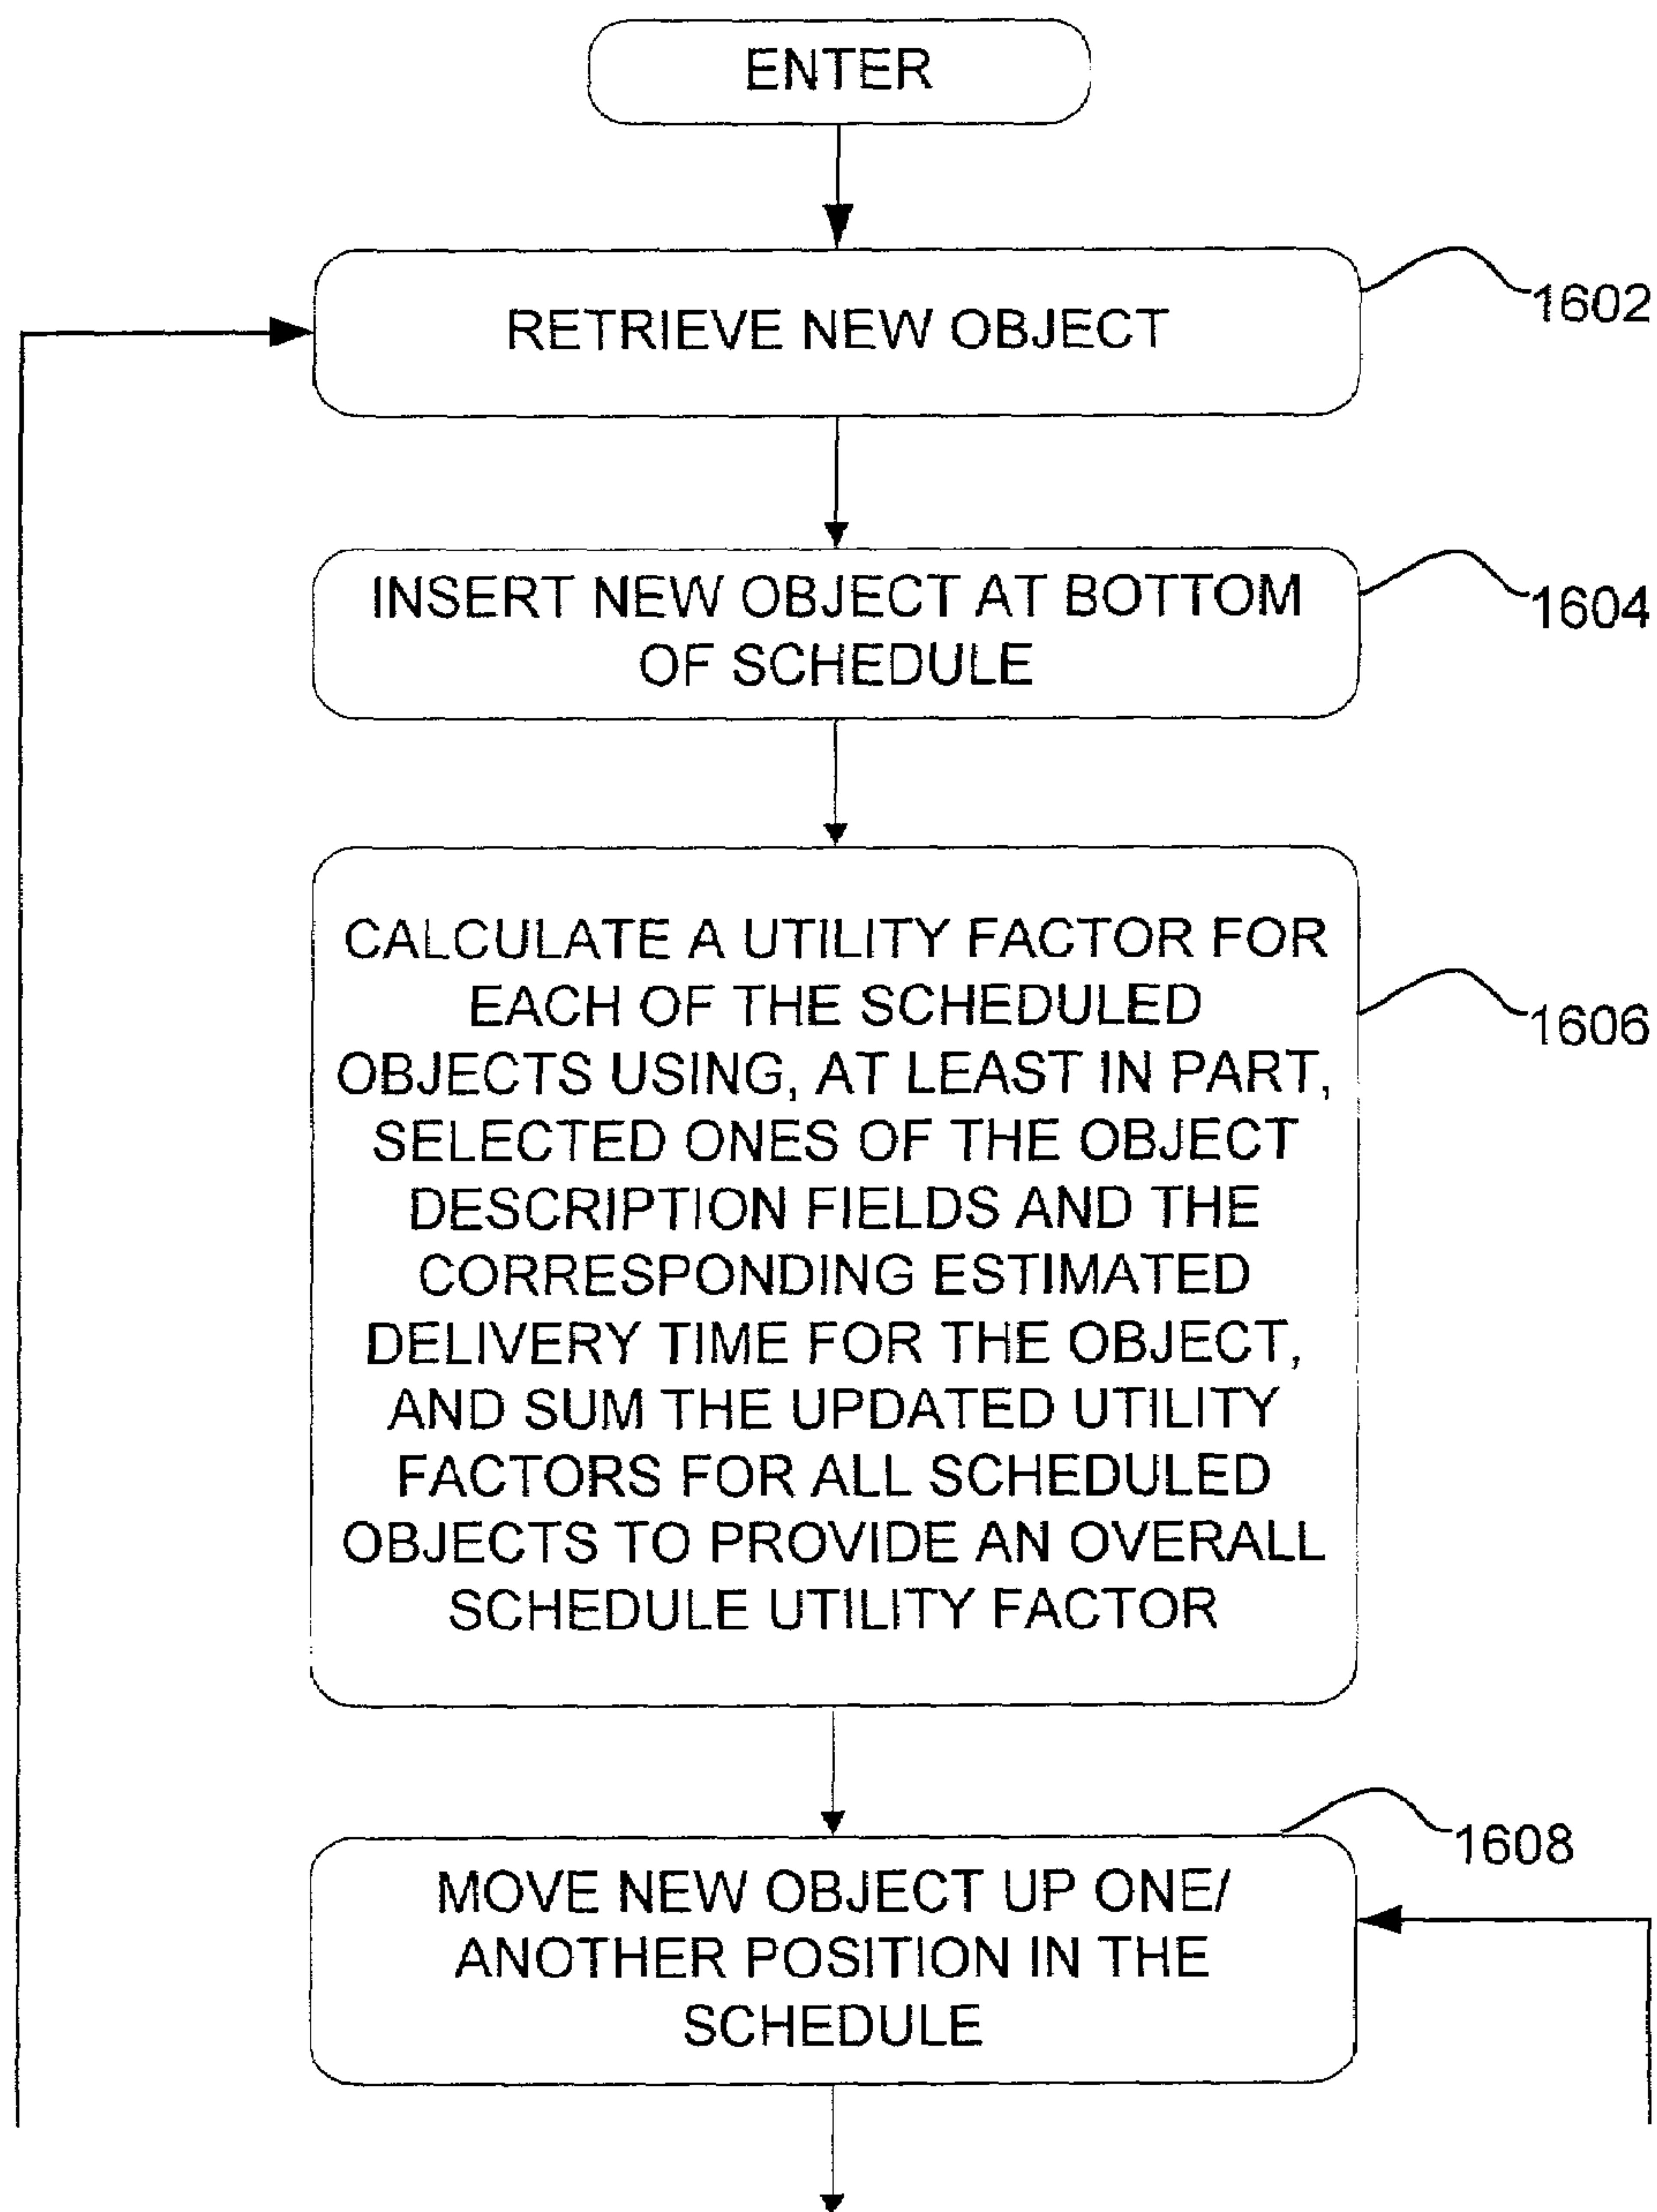 ENTER
RETRIEVE NEW OBJECT
1602
INSERT NEW OBJECT AT BOTTOM
OF SCHEDULE
1604
CALCULATE A UTILITY FACTOR FOR
EACH OF THE SCHEDULED
OBJECTS USING, AT LEAST IN PART,
SELECTED ONES OF THE OBJECT
DESCRIPTION FIELDS AND THE
CORRESPONDING ESTIMATED
DELIVERY TIME FOR THE OBJECT,
AND SUM THE UPDATED UTILITY
FACTORS FOR ALL SCHEDULED
OBJECTS TO PROVIDE AN OVERALL
SCHEDULE UTILITY FACTOR
1606
MOVE NEW OBJECT UP ONE/
ANOTHER POSITION IN THE
SCHEDULE
1608